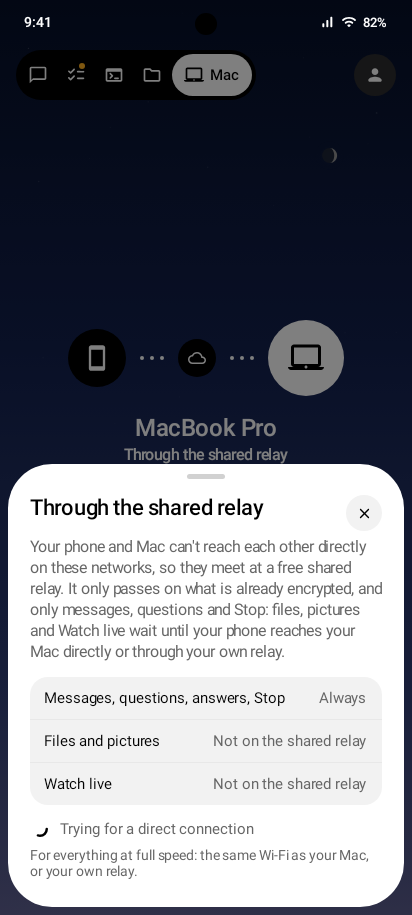 9:41
82%
Mac
MacBook Pro
Through the shared relay
Through the shared relay
Your phone and Mac can't reach each other directly
on these networks, so they meet at a free shared
relay. It only passes on what is already encrypted, and
only messages, questions and Stop: files, pictures
and Watch live wait until your phone reaches your
Mac directly or through your own relay.
Messages, questions, answers, Stop Always
Files and pictures Not on the shared relay
Watch live Not on the shared relay
Trying for a direct connection
For everything at full speed: the same Wi-Fi as your Mac,
or your own relay.